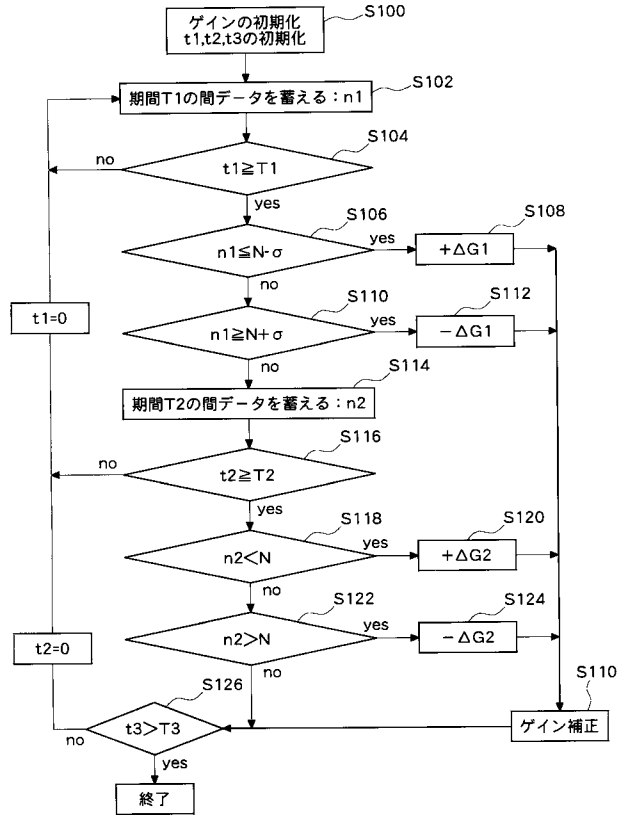 S100
ゲインの初期化
t1,t2,t3の初期化
S102
期間T1の間データを蓄える：n1
S104
t1≧T1
no
yes
S106
n1≦N-σ
yes
no
S108
+ΔG1
S110
n1≧N+σ
yes
no
S112
－ΔG1
t1=0
S114
期間T2の間データを蓄える：n2
S116
t2≧T2
no
yes
S118
n2<N
yes
no
S120
+ΔG2
S122
n2>N
yes
no
S124
－ΔG2
t2=0
S126
t3>T3
no
yes
S110
ゲイン補正
終了